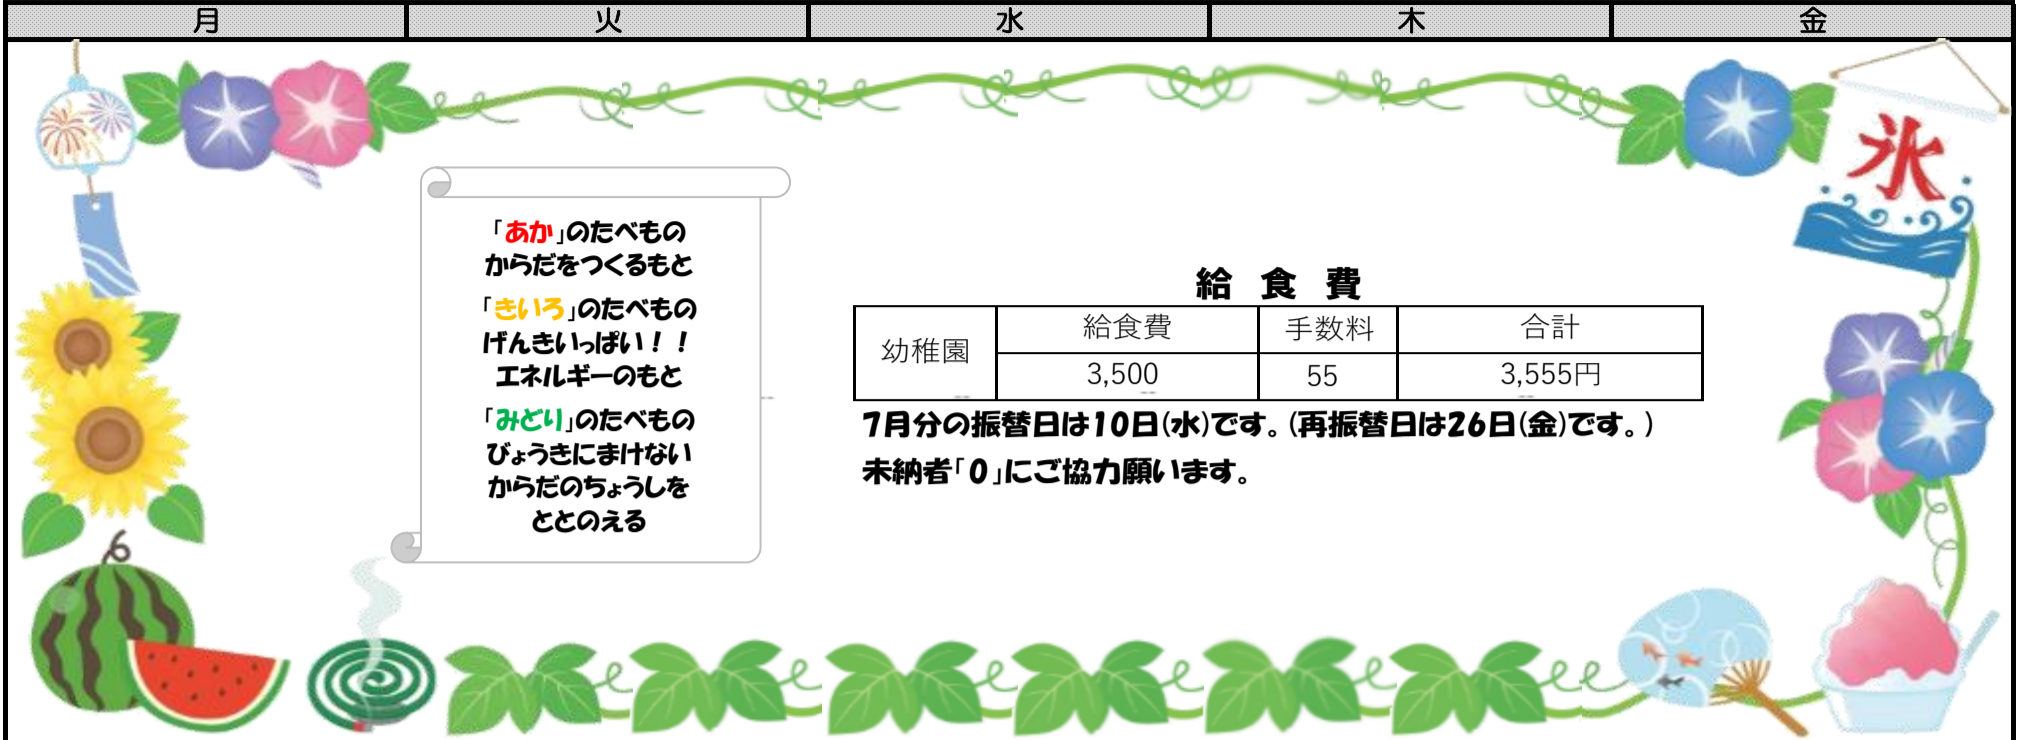 月 火 水 木 金
氷
「あか」のたべもの
からだをつくるもと
「きいろ」のたべもの
げんきいっぱい！！
エネルギーのもと
「みどり」のたべもの
びょうきにまけない
からだのちょうしを
ととのえる
給 食 費
幼稚園 給食費 手数料 合計
3,500 55 3,555円
7月分の振替日は10日(水)です。(再振替日は26日(金)です。)
未納者「0」にご協力願います。